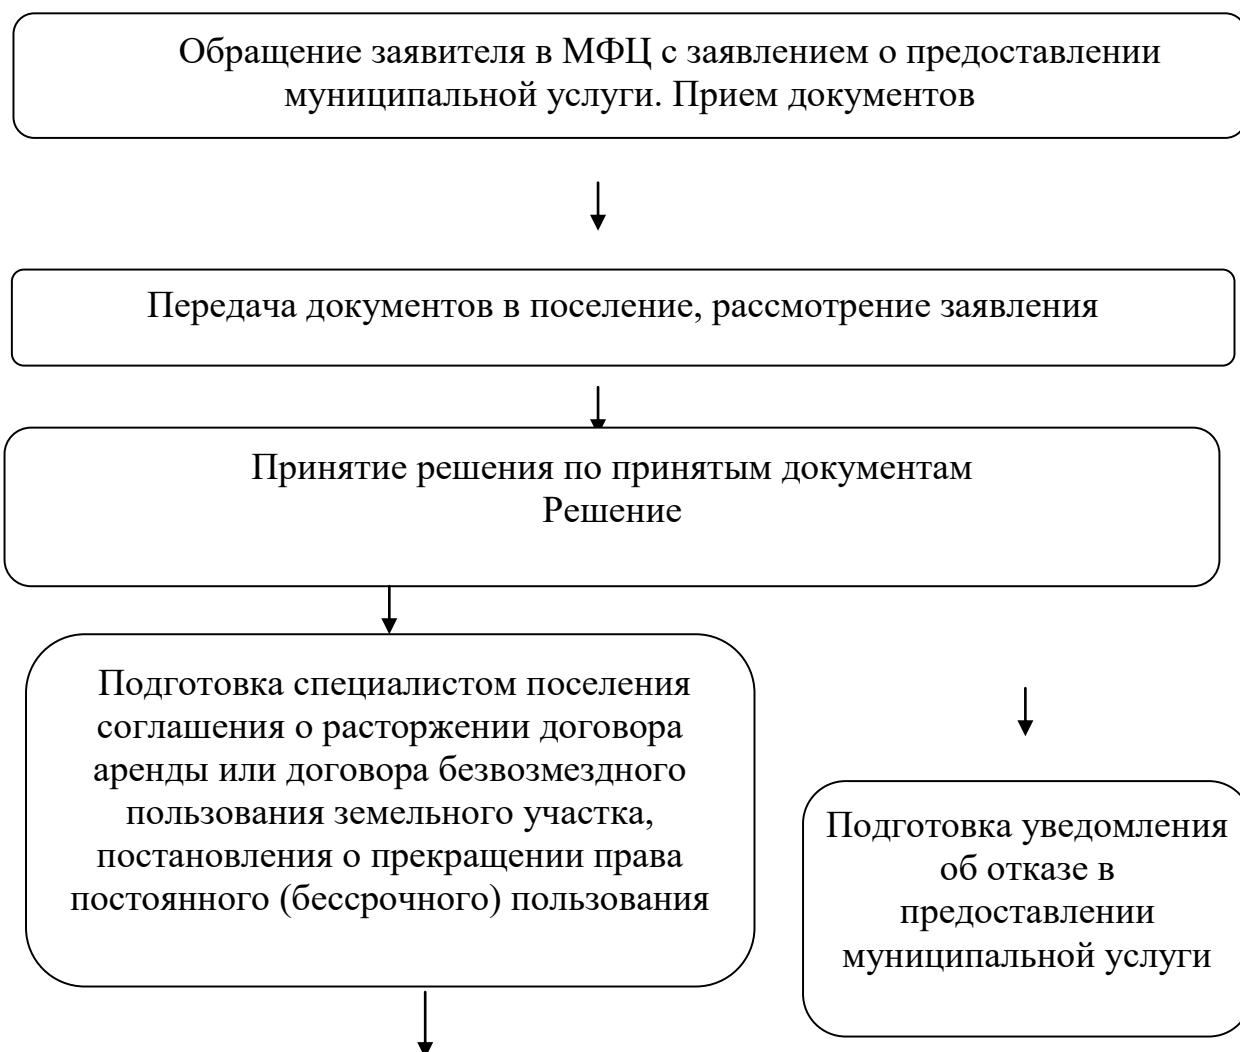 Обращение заявителя в МФЦ с заявлением о предоставлении
муниципальной услуги. Прием документов
Передача документов в поселение, рассмотрение заявления
Принятие решения по принятым документам
Решение
Подготовка специалистом поселения
соглашения о расторжении договора
аренды или договора безвозмездного
пользования земельного участка,
постановления о прекращении права
постоянного (бессрочного) пользования
Подготовка уведомления
об отказе в
предоставлении
муниципальной услуги